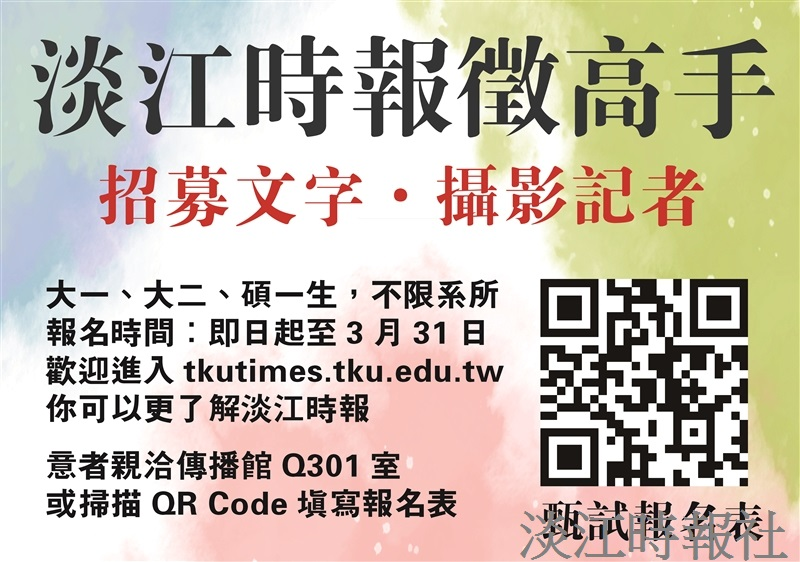 淡江時報徵高手
招募文字・攝影記者
大一、大二、碩一生，不限系所
報名時間：即日起至 3 月 31 日
歡迎進入 tkutimes.tku.edu.tw
你可以更了解淡江時報
意者親洽傳播館 Q301 室
或掃描 QR Code 填寫報名表
甄試報名表
淡江時報社